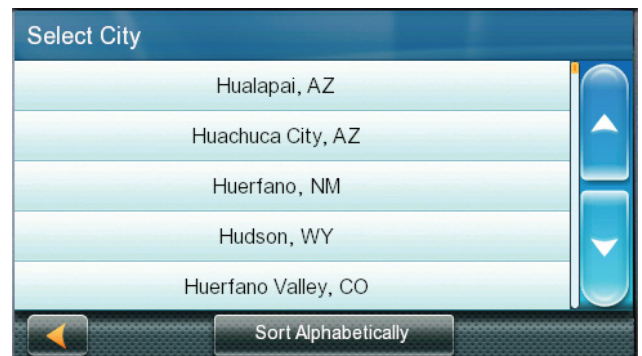 Select City
Hualapai, AZ
Huachuca City, AZ
Huerfano, NM
Hudson, WY
Huerfano Valley, CO
Sort Alphabetically